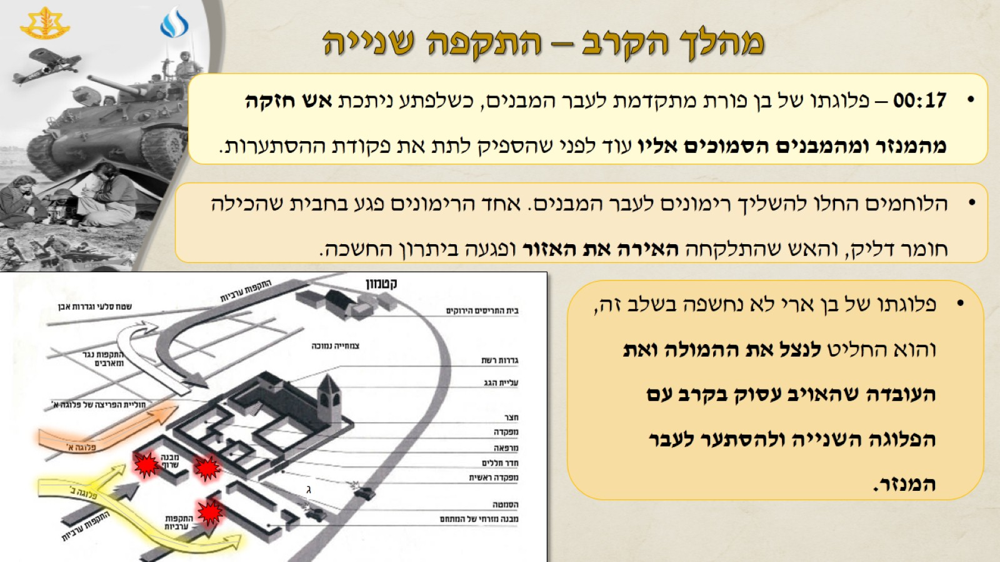 מהלך הקרב – התקפה שנייה
• 00:17 – פלוגתו של בן פורת מתקדמת לעבר המבנים, כשלפתע ניתכת אש חזקה
מהמנזר ומהמבנים הסמוכים אליו עוד לפני שהספיק לתת את פקודת ההסתערות.
• הלוחמים החלו להשליך רימונים לעבר המבנים. אחד הרימונים פגע בחבית שהכילה
חומר דליק, והאש שהתלקחה האירה את האזור ופגעה ביתרון החשכה.
• פלוגתו של בן ארי לא נחשפה בשלב זה,
והוא החליט לנצל את ההמולה ואת
העובדה שהאויב עסוק בקרב עם
הפלוגה השנייה ולהסתער לעבר
המנזר.
קטמון
התקפות ערביות
שטח סלעי וגדרות אבן
בית התריסים הירוקים
צמחייה נמוכה
התקפות נגד
ומארבים
גדרות רשת
עליית הגג
חוליית הפריצה של פלוגה א'
חצר
מפקדה
פלוגה א'
מרפאה
מבנה
שרוף
חדר חללים
מפקדה ראשית
ג
פלוגה ב'
הסמטה
התקפות ערביות
התקפות
ערביות
מבנה מזרחי של המתחם